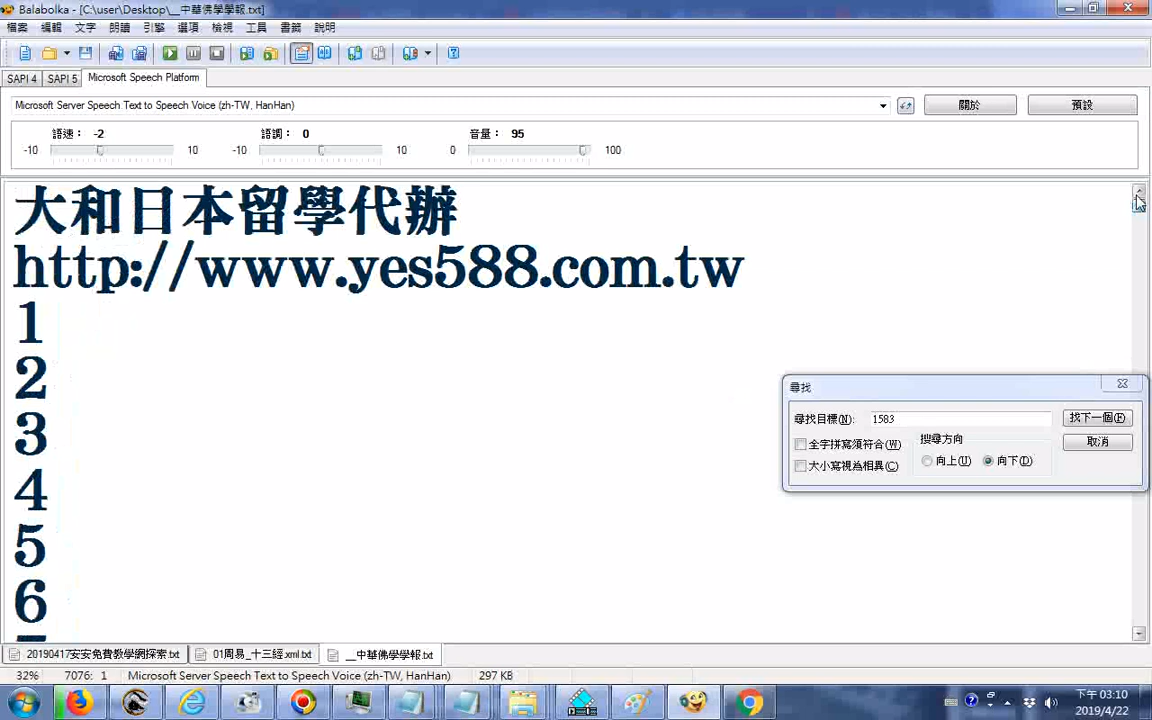 Balabolka - [C:\user\Desktop\__中華佛學學報.txt]
檔案 編輯 文字 朗讀 引擎 選項 檢視 工具 書籤 說明
SAPI 4 SAPI 5 Microsoft Speech Platform
Microsoft Server Speech Text to Speech Voice (zh-TW, HanHan) 關於 預設
語速： -2 語調： 0 音量： 95
-10 10 -10 10 0 100
大和日本留學代辦
http://www.yes588.com.tw
1
2
3
4
5
6
尋找
尋找目標(N): 1583 找下一個(F)
全字拼寫須符合(W) 搜尋方向 取消
大小寫視為相異(C) 向上(U) 向下(D)
20190417安安免費教學網探索.txt 01周易_十三經.xml.txt __中華佛學學報.txt
32% 7076: 1 Microsoft Server Speech Text to Speech Voice (zh-TW, HanHan) 297 KB
下午 03:10
2019/4/22